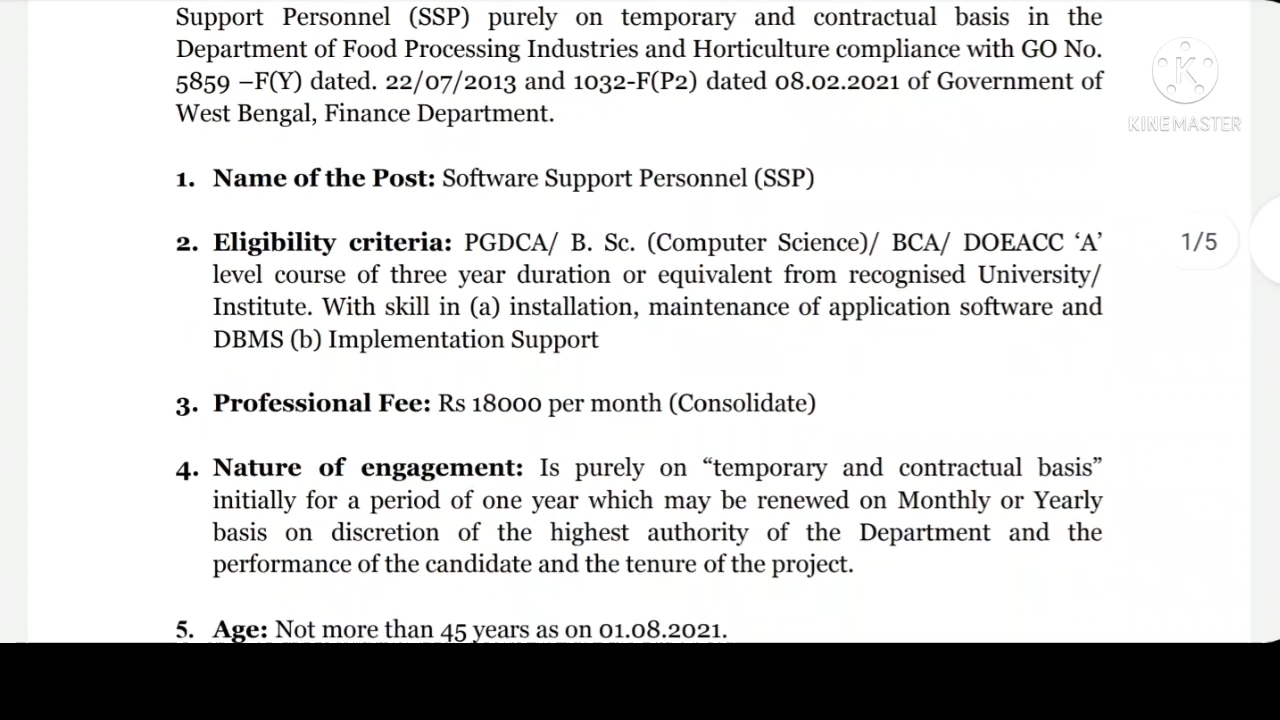 Support Personnel (SSP) purely on temporary and contractual basis in the
Department of Food Processing Industries and Horticulture compliance with GO No.
5859 –F(Y) dated. 22/07/2013 and 1032-F(P2) dated 08.02.2021 of Government of
West Bengal, Finance Department.
K
KINEMASTER
1. Name of the Post: Software Support Personnel (SSP)
2. Eligibility criteria: PGDCA/ B. Sc. (Computer Science)/ BCA/ DOEACC ‘A’
level course of three year duration or equivalent from recognised University/
Institute. With skill in (a) installation, maintenance of application software and
DBMS (b) Implementation Support
1/5
3. Professional Fee: Rs 18000 per month (Consolidate)
4. Nature of engagement: Is purely on “temporary and contractual basis”
initially for a period of one year which may be renewed on Monthly or Yearly
basis on discretion of the highest authority of the Department and the
performance of the candidate and the tenure of the project.
5. Age: Not more than 45 years as on 01.08.2021.